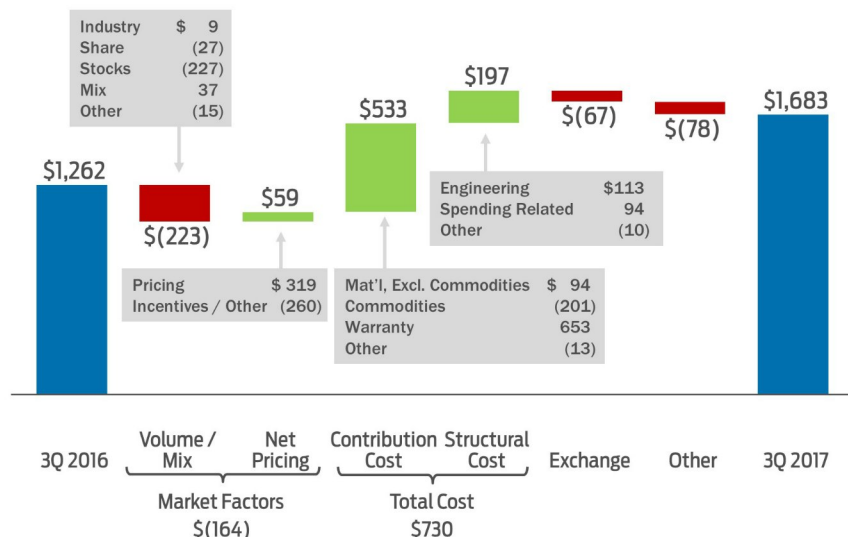 Industry $ 9
Share (27)
Stocks (227)
Mix 37
Other (15)
$197
$533
$(67)
$(78)
$1,683
$1,262
$(223)
$59
Engineering $113
Spending Related 94
Other (10)
Pricing $ 319
Incentives / Other (260)
Mat'l, Excl. Commodities $ 94
Commodities (201)
Warranty 653
Other (13)
3Q 2016
Volume /
Mix
Net
Pricing
Contribution
Cost
Structural
Cost
Exchange
Other
3Q 2017
Market Factors
$(164)
Total Cost
$730